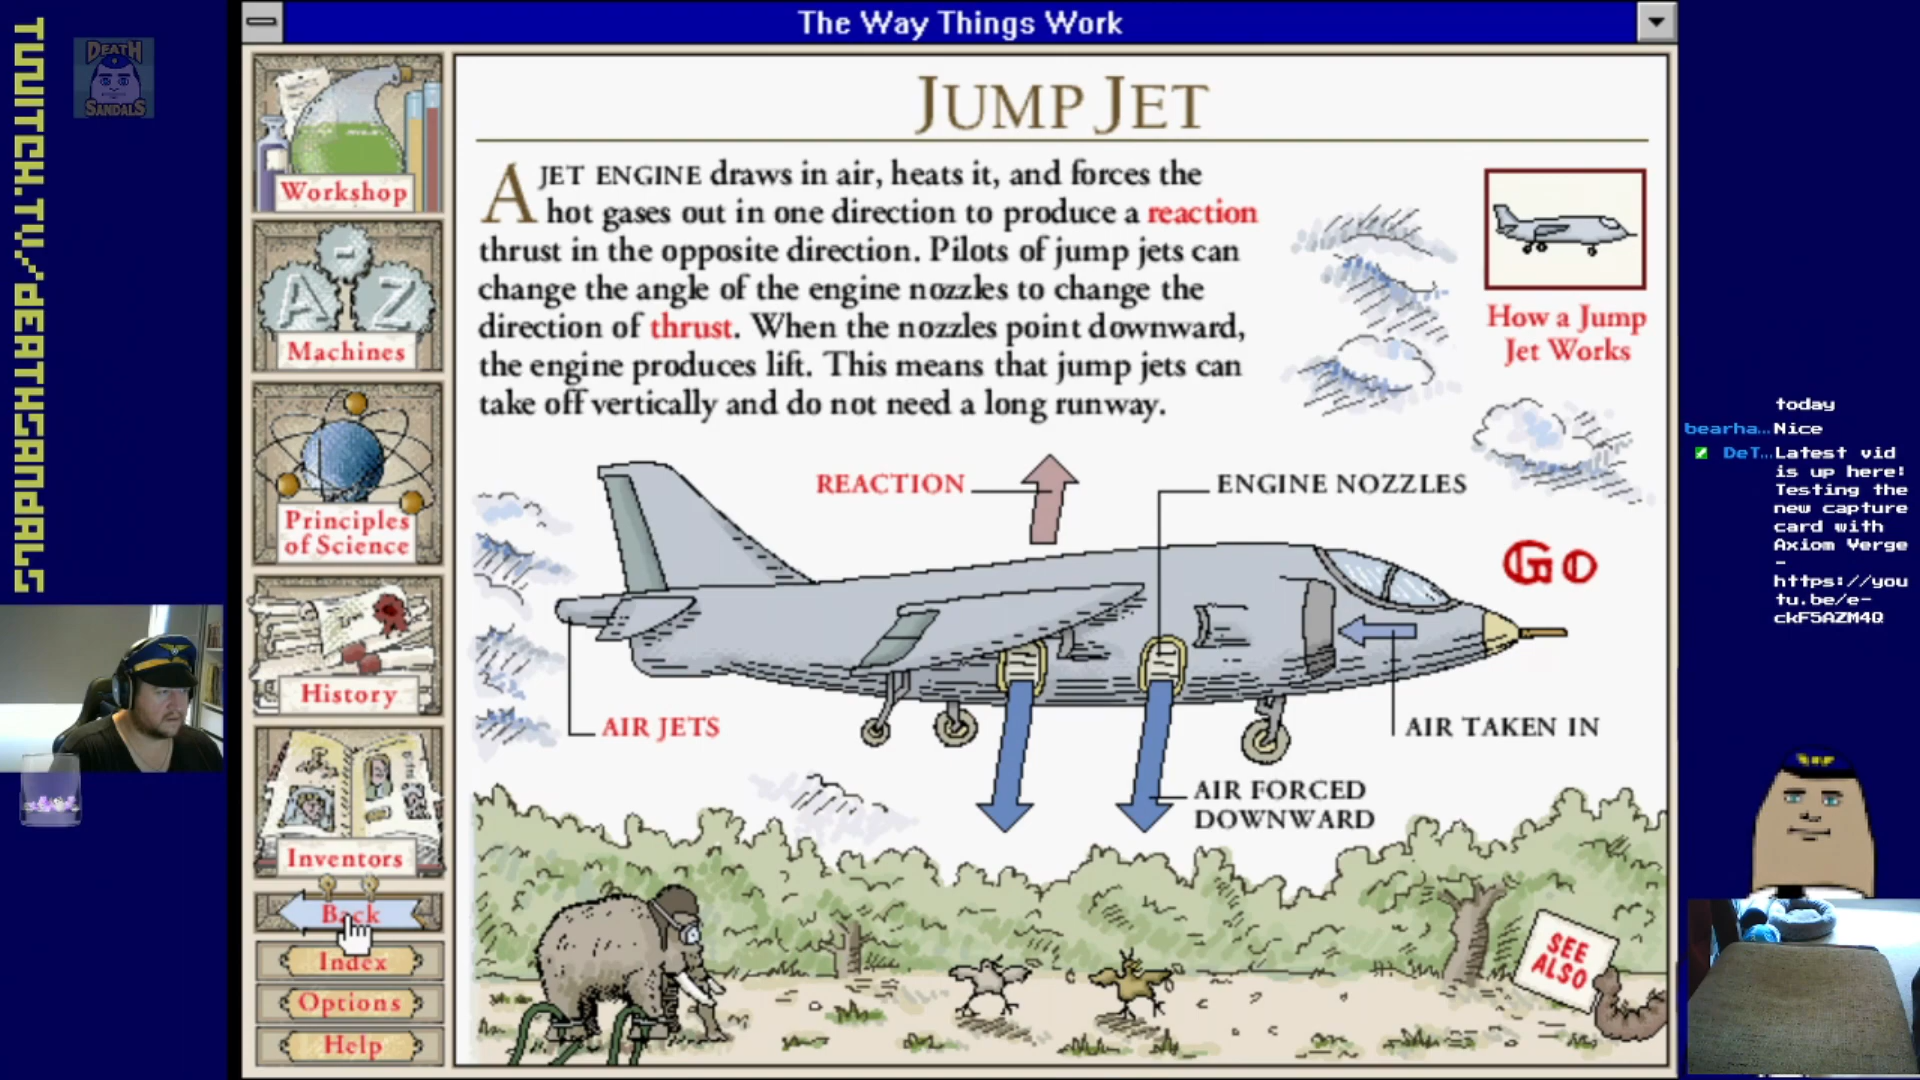 TWITCH.TV/DEATHSANDALS
DEATH
SANDALS
The Way Things Work
Workshop
A - Z
Machines
Principles
of Science
History
Inventors
Back
Index
Options
Help
JUMP JET
A JET ENGINE draws in air, heats it, and forces the
hot gases out in one direction to produce a reaction
thrust in the opposite direction. Pilots of jump jets can
change the angle of the engine nozzles to change the
direction of thrust. When the nozzles point downward,
the engine produces lift. This means that jump jets can
take off vertically and do not need a long runway.
How a Jump
Jet Works
REACTION
ENGINE NOZZLES
GO
AIR JETS
AIR TAKEN IN
AIR FORCED
DOWNWARD
SEE
ALSO
today
bearha...Nice
DeT...Latest vid
is up here:
Testing the
new capture
card with
Axiom Verge
-
https://you
tu.be/e-
ckF5AZM4Q